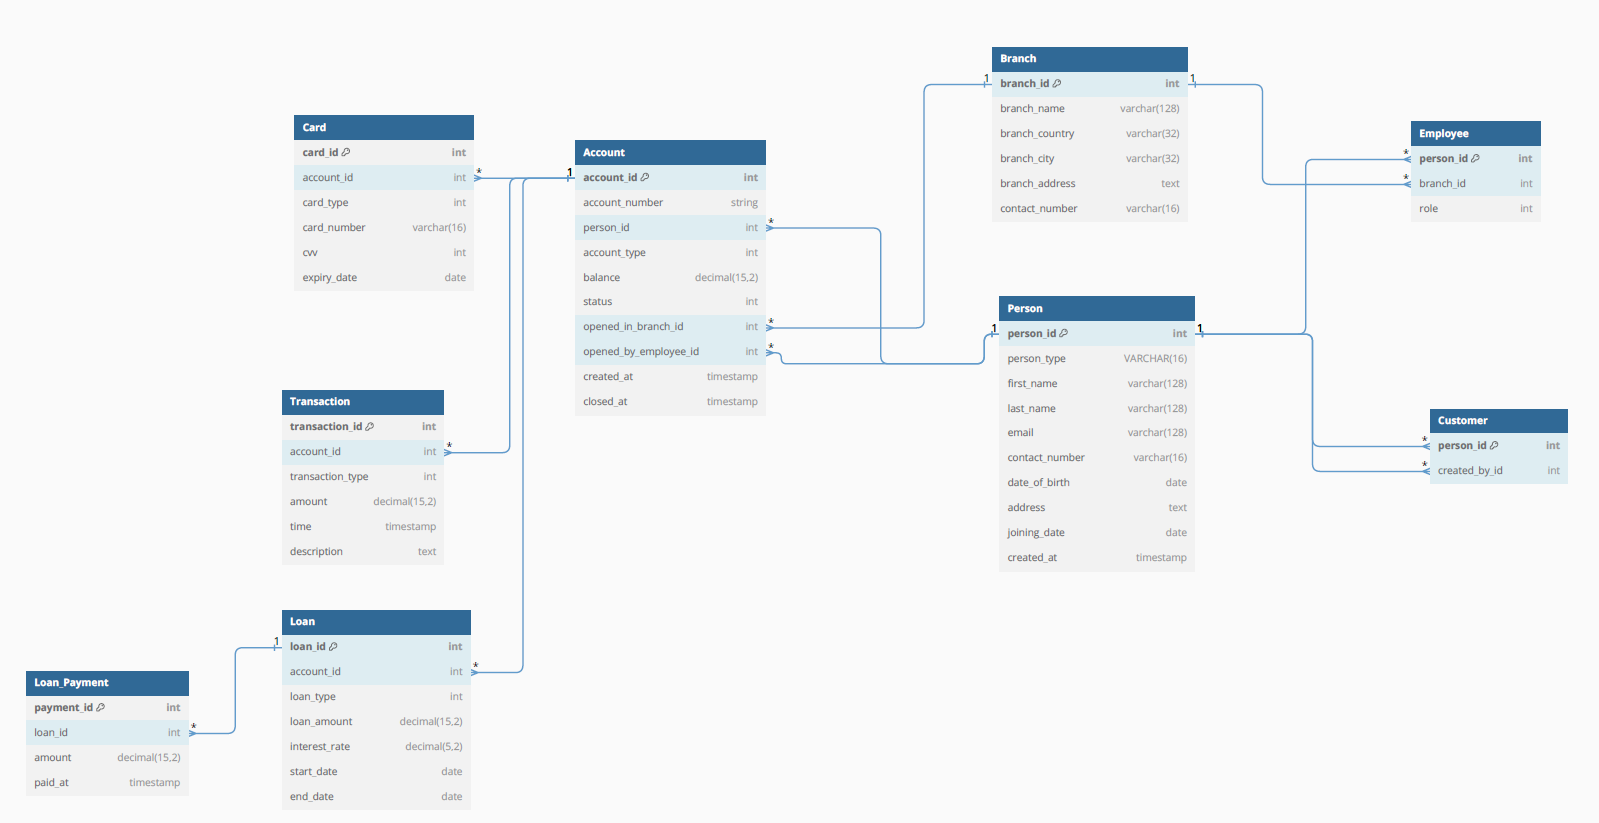 Branch
1 branch_id int 1
branch_name varchar(128)
branch_country varchar(32)
branch_city varchar(32)
branch_address text
contact_number varchar(16)
Card
card_id int
account_id int *
card_type int
card_number varchar(16)
cvv int
expiry_date date
Account
1 account_id int
account_number string
person_id int *
account_type int
balance decimal(15,2)
status int
opened_in_branch_id int *
opened_by_employee_id int *
created_at timestamp
closed_at timestamp
Employee
* person_id int
* branch_id int
role int
Person
1 person_id int 1
person_type VARCHAR(16)
first_name varchar(128)
last_name varchar(128)
email varchar(128)
contact_number varchar(16)
date_of_birth date
address text
joining_date date
created_at timestamp
Customer
* person_id int
* created_by_id int
Transaction
transaction_id int
account_id int *
transaction_type int
amount decimal(15,2)
time timestamp
description text
Loan
1 loan_id int
account_id int *
loan_type int
loan_amount decimal(15,2)
interest_rate decimal(5,2)
start_date date
end_date date
Loan_Payment
payment_id int
loan_id int *
amount decimal(15,2)
paid_at timestamp